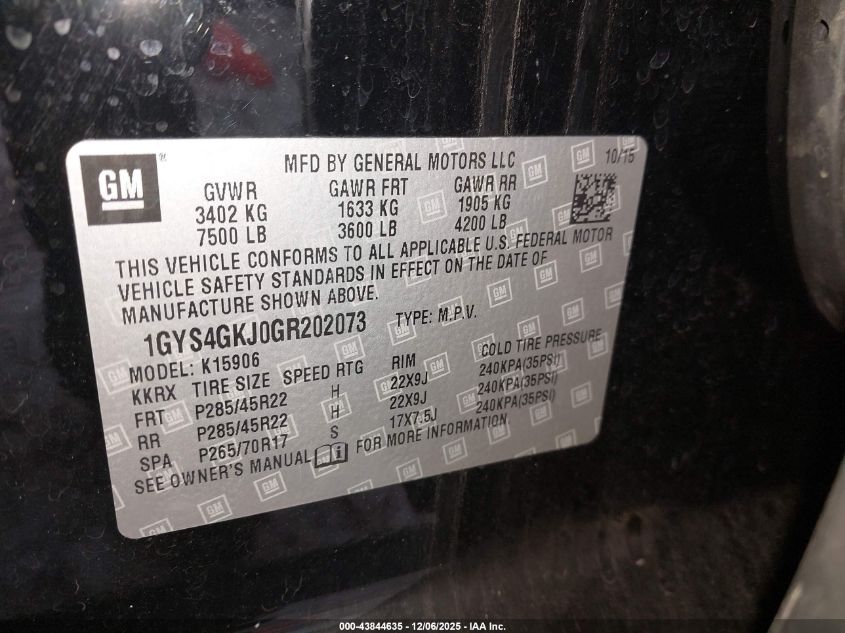 GM ®
MFD BY GENERAL MOTORS LLC 10/15
GVWR GAWR FRT GAWR RR
3402 KG 1633 KG 1905 KG
7500 LB 3600 LB 4200 LB
THIS VEHICLE CONFORMS TO ALL APPLICABLE U.S. FEDERAL MOTOR
VEHICLE SAFETY STANDARDS IN EFFECT ON THE DATE OF
MANUFACTURE SHOWN ABOVE.
1GYS4GKJ0GR202073 TYPE: M.P.V.
MODEL: K15906
KKRX TIRE SIZE SPEED RTG RIM COLD TIRE PRESSURE
FRT P285/45R22 H 22X9J 240KPA(35PSI)
RR P285/45R22 H 22X9J 240KPA(35PSI)
SPA P265/70R17 S 17X7.5J 240KPA(35PSI)
SEE OWNER'S MANUAL FOR MORE INFORMATION.
000-43844635 - 12/06/2025 - IAA Inc.